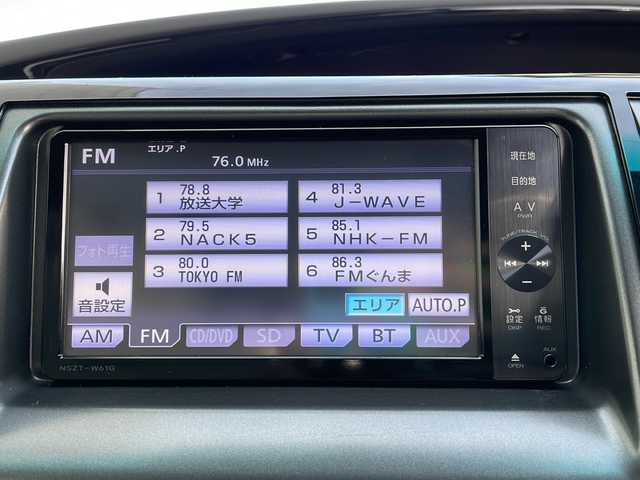 FM
エリア.P
76.0 MHz
1 78.8 放送大学
4 81.3 J-WAVE
2 79.5 NACK5
5 85.1 NHK-FM
3 80.0 TOKYO FM
6 86.3 FMぐんま
フォト再生
音設定
エリア
AUTO.P
AM
FM
CD/DVD
SD
TV
BT
AUX
NSZT-W61G
現在地
目的地
AV
PWR
TUNE/TRACK
+
−
設定
DISP
情報
REC
OPEN
AUX